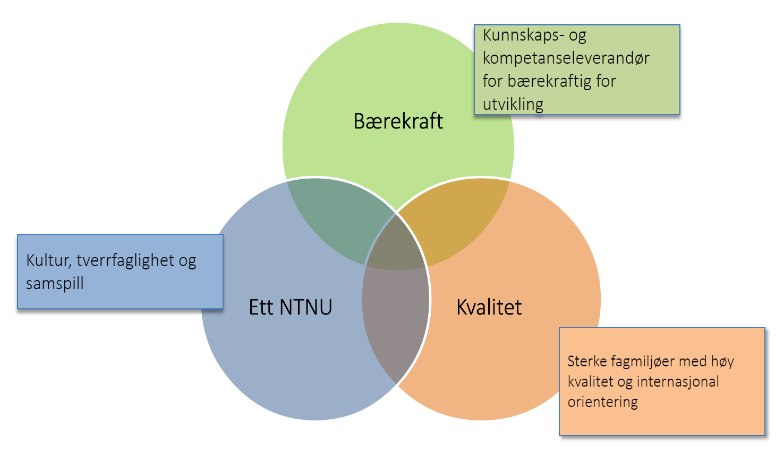 Kunnskaps- og
kompetanseleverandør
for bærekraftig for
utvikling
Bærekraft
Kultur, tverrfaglighet og
samspill
Ett NTNU
Kvalitet
Sterke fagmiljøer med høy
kvalitet og internasjonal
orientering